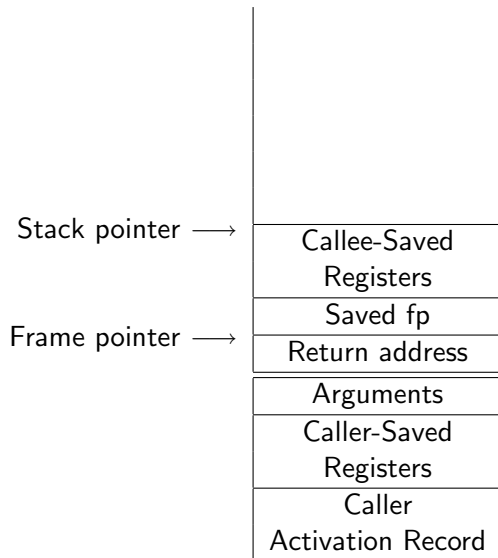 Stack pointer ⟶
Callee-Saved
Registers
Saved fp
Frame pointer ⟶
Return address
Arguments
Caller-Saved
Registers
Caller
Activation Record